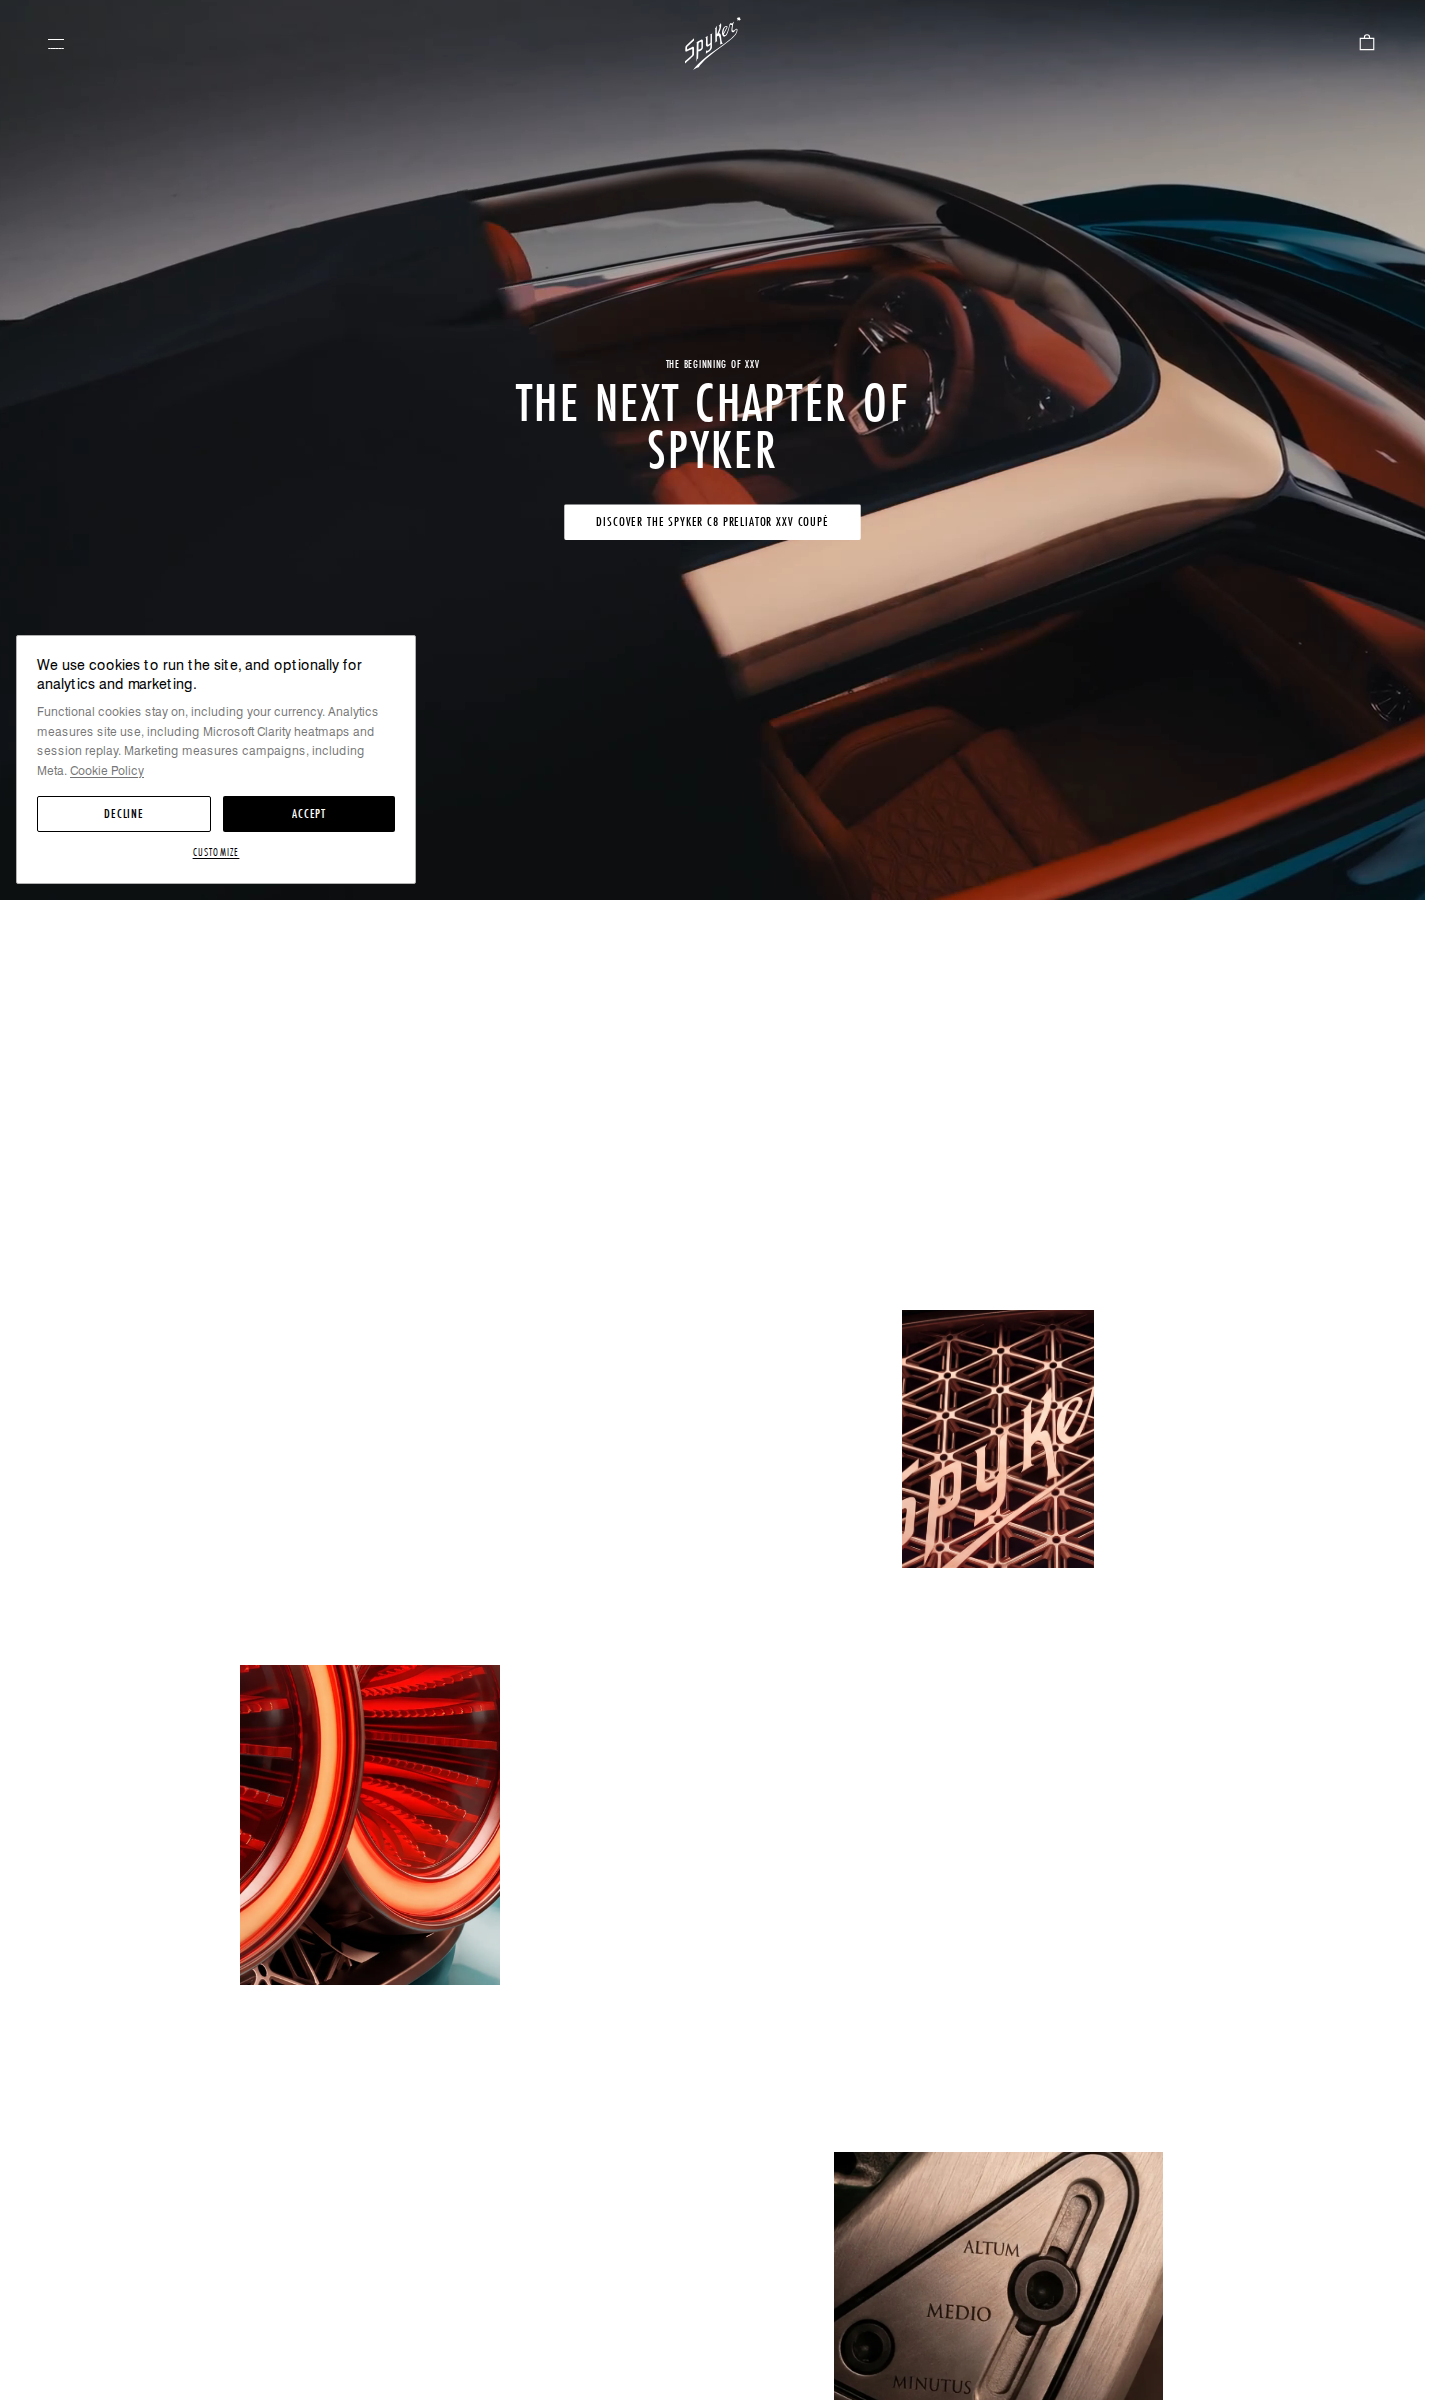 Spyker
THE BEGINNING OF XXV
THE NEXT CHAPTER OF
SPYKER
DISCOVER THE SPYKER C8 PRELIATOR XXV COUPÉ
We use cookies to run the site, and optionally for
analytics and marketing.
Functional cookies stay on, including your currency. Analytics
measures site use, including Microsoft Clarity heatmaps and
session replay. Marketing measures campaigns, including
Meta. Cookie Policy
DECLINE
ACCEPT
CUSTOMIZE
Spyke
ALTUM
MEDIO
MINUTUS